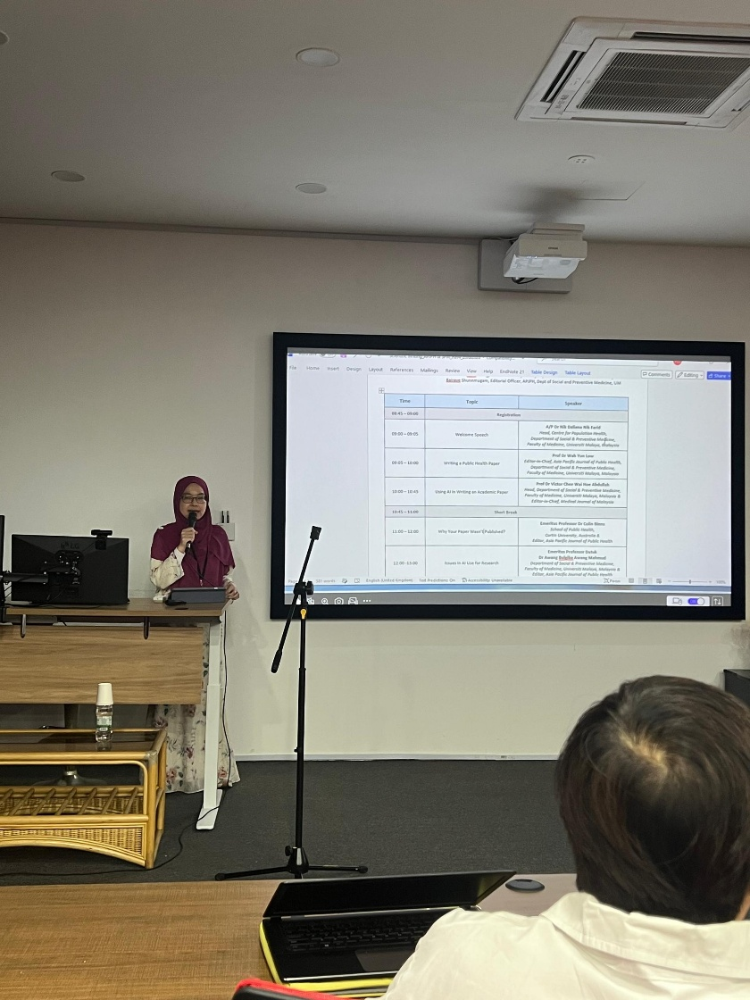 File Home Insert Design Layout References Mailings Review View Help EndNote 21 Table Design Table Layout
Comments Editing Share
Shunmugam, Editorial Officer, APJPH, Dept of Social and Preventive Medicine, UM
Time Topic Speaker
08:45 – 09:00 Registration
09:00 – 09:05 Welcome Speech
A/P Dr Nik Daliana Nik Farid
Head, Centre for Population Health,
Department of Social & Preventive Medicine,
Faculty of Medicine, Universiti Malaya, Malaysia
09:05 – 10:00 Writing a Public Health Paper
Prof Dr Wah Yun Low
Editor-in-Chief, Asia Pacific Journal of Public Health,
Department of Social & Preventive Medicine,
Faculty of Medicine, Universiti Malaya
10:00 – 10:45 Using AI in Writing an Academic Paper
Prof Dr Victor Chee Wai Hoe Abdullah
Head, Department of Social & Preventive Medicine,
Faculty of Medicine, Universiti Malaya, Malaysia &
Editor-in-Chief, Medical Journal of Malaysia
10:45 – 11:00 Short Break
11:00 – 12:00 Why Your Paper Wasn't Published?
Emeritus Professor Dr Colin Binns
School of Public Health,
Curtin University, Australia &
Editor, Asia Pacific Journal of Public Health
12:00 -13:00 Issues in AI Use for Research
Emeritus Professor Datuk
Dr Awang Bulgiba Awang Mahmud
Department of Social & Preventive Medicine,
Faculty of Medicine, Universiti Malaya, Malaysia &
Editor, Asia Pacific Journal of Public Health
English (United Kingdom) Text Predictions: On Accessibility: Unavailable Focus
LG